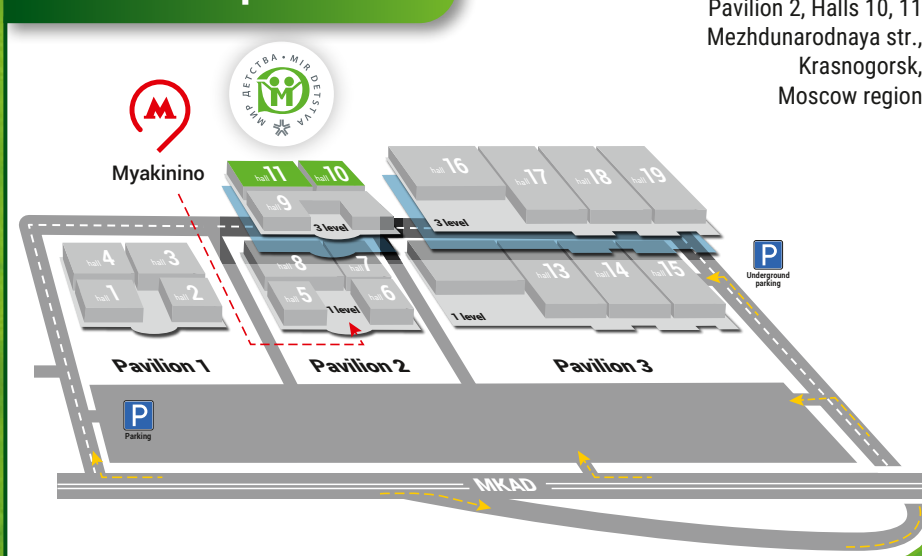 Pavilion 2, Halls 10, 11
Mezhdunarodnaya str.,
Krasnogorsk,
Moscow region
МИР ДЕТСТВА • MIR DETSTVA
M
M
Myakinino
hall 11
hall 10
hall 9
3 level
hall 16
hall 17
hall 18
hall 19
3 level
hall 4
hall 3
hall 1
hall 2
hall 8
hall 7
hall 5
hall 6
1 level
hall 13
hall 14
hall 15
1 level
P
Underground
parking
Pavilion 1
Pavilion 2
Pavilion 3
P
Parking
MKAD